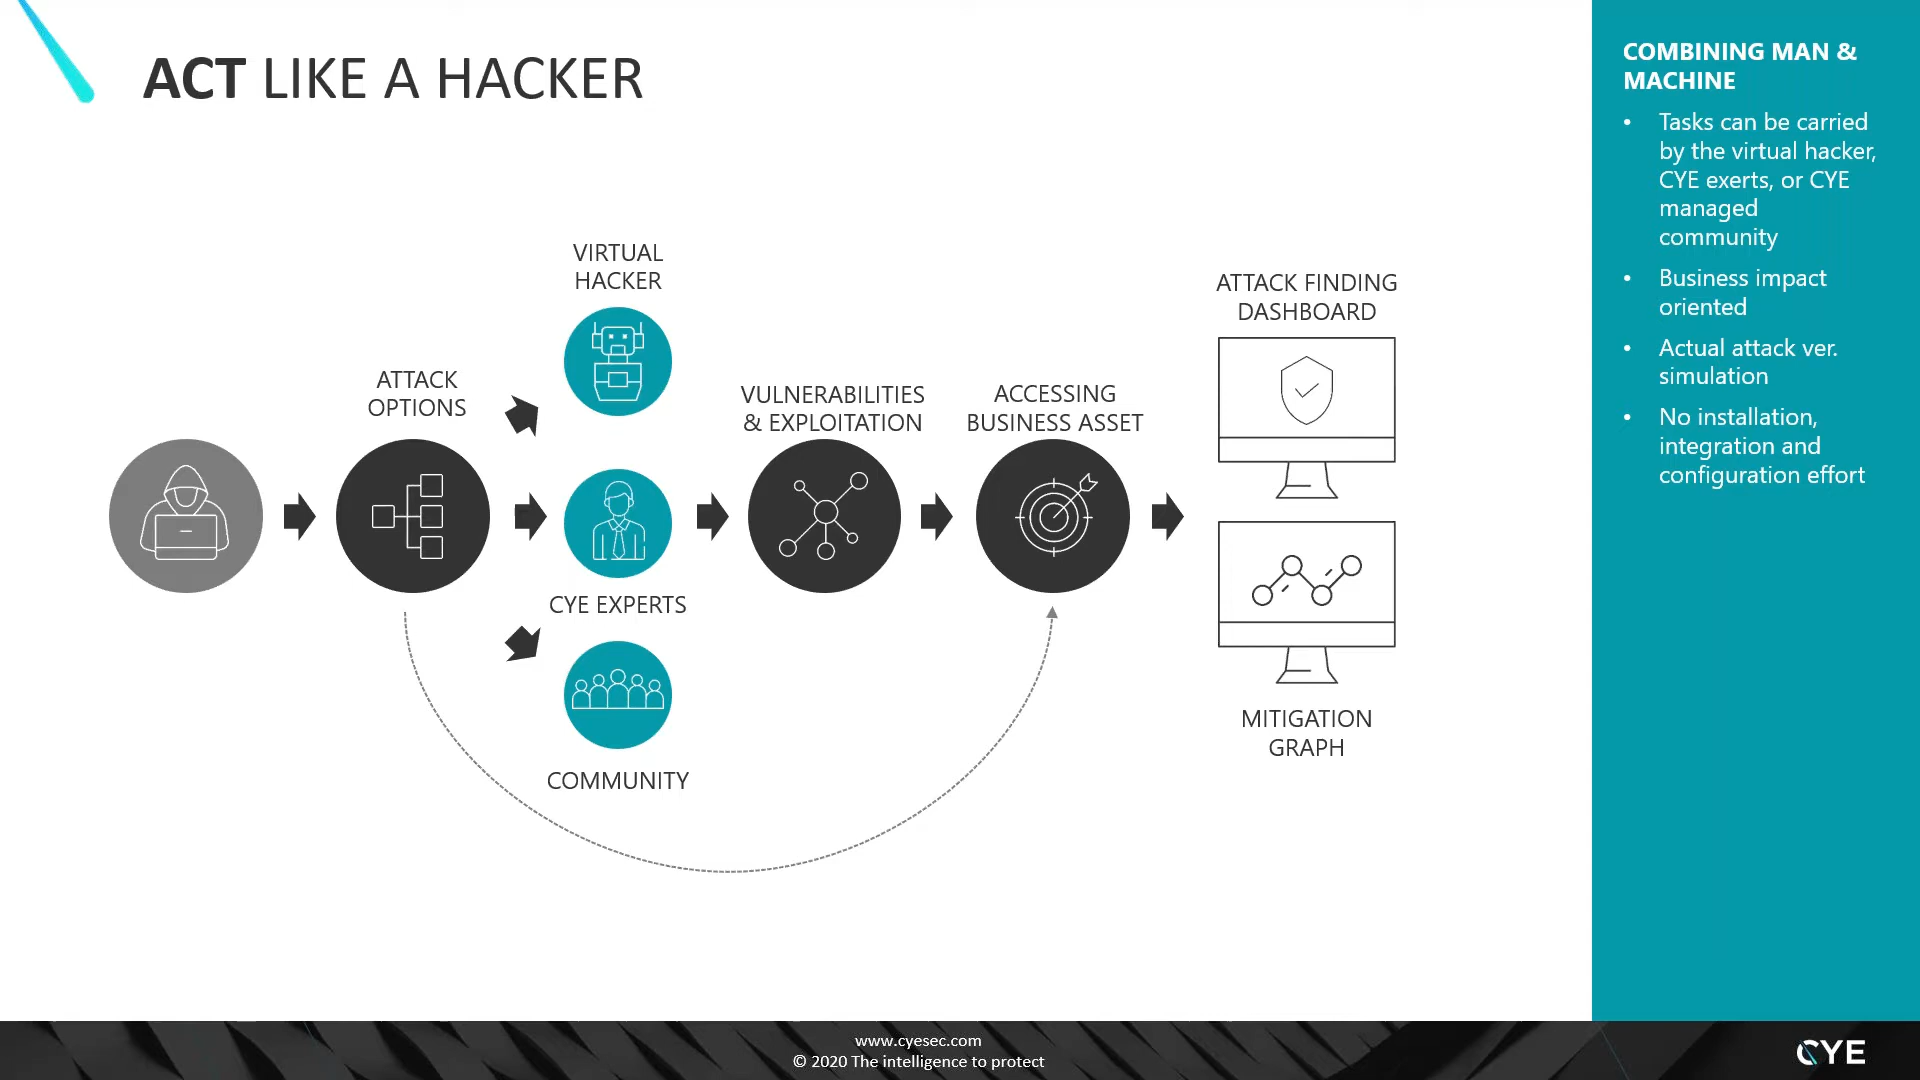 ACT LIKE A HACKER
VIRTUAL
HACKER
ATTACK
OPTIONS
CYE EXPERTS
COMMUNITY
VULNERABILITIES
& EXPLOITATION
ACCESSING
BUSINESS ASSET
ATTACK FINDING
DASHBOARD
MITIGATION
GRAPH
COMBINING MAN &
MACHINE
• Tasks can be carried
by the virtual hacker,
CYE exerts, or CYE
managed
community
• Business impact
oriented
• Actual attack ver.
simulation
• No installation,
integration and
configuration effort
www.cyesec.com
© 2020 The intelligence to protect
CYE